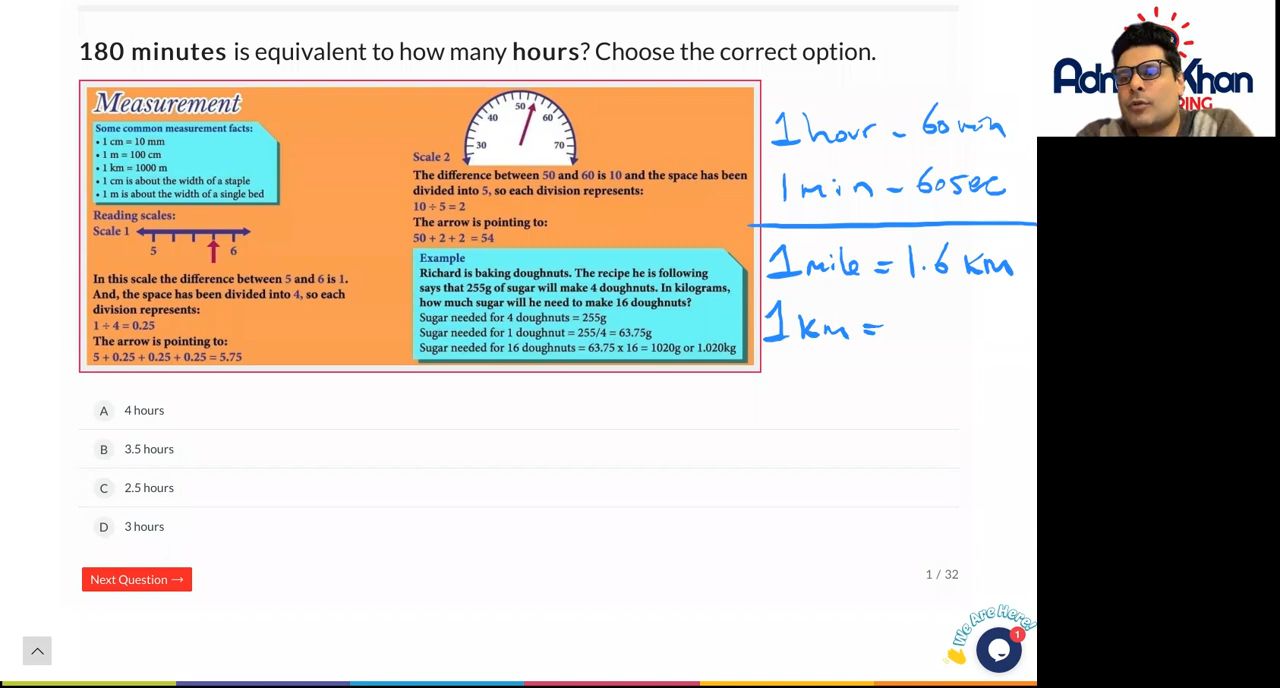 180 minutes is equivalent to how many hours? Choose the correct option.
Measurement
Some common measurement facts:
• 1 cm = 10 mm
• 1 m = 100 cm
• 1 km = 1000 m
• 1 cm is about the width of a staple
• 1 m is about the width of a single bed
Reading scales:
Scale 1
5 6
In this scale the difference between 5 and 6 is 1.
And, the space has been divided into 4, so each
division represents:
1 ÷ 4 = 0.25
The arrow is pointing to:
5 + 0.25 + 0.25 + 0.25 = 5.75
30 40 50 60 70
Scale 2
The difference between 50 and 60 is 10 and the space has been
divided into 5, so each division represents:
10 ÷ 5 = 2
The arrow is pointing to:
50 + 2 + 2 = 54
Example
Richard is baking doughnuts. The recipe he is following
says that 255g of sugar will make 4 doughnuts. In kilograms,
how much sugar will he need to make 16 doughnuts?
Sugar needed for 4 doughnuts = 255g
Sugar needed for 1 doughnut = 255/4 = 63.75g
Sugar needed for 16 doughnuts = 63.75 x 16 = 1020g or 1.020kg
1 hour - 60 min
1 min - 60 sec
1 mile = 1.6 km
1 km =
A 4 hours
B 3.5 hours
C 2.5 hours
D 3 hours
Next Question →
1 / 32
We Are Here!
1
Khan